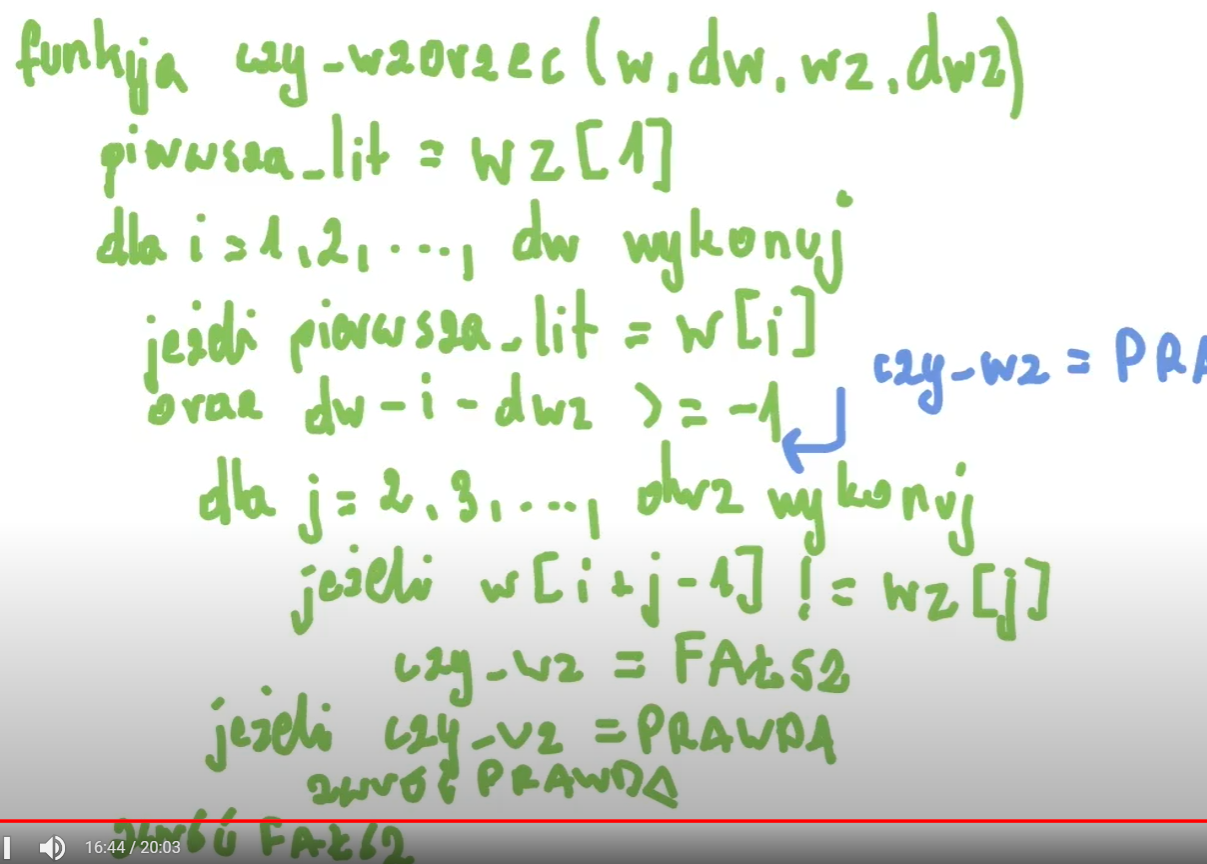 funkcja czy-wzorzec(w, dw, wz, dwz)
pierwsza_lit = wz[1]
dla i = 1, 2, ..., dw wykonuj
jeżeli pierwsza_lit = w[i]
oraz dw - i - dwz >= -1
czy-wz = PRA
dla j = 2, 3, ..., dwz wykonuj
jeżeli w[i+j-1] != wz[j]
czy-wz = FAŁSZ
jeżeli czy-wz = PRAWDA
zwróć PRAWDA
zwróć FAŁSZ
16:44 / 20:03